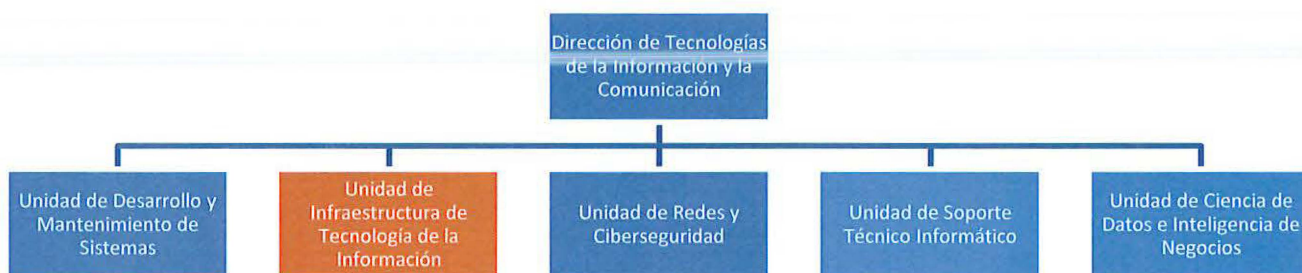 Dirección de Tecnologías
de la Información y la
Comunicación
Unidad de Desarrollo y
Mantenimiento de
Sistemas
Unidad de
Infraestructura de
Tecnología de la
Información
Unidad de Redes y
Ciberseguridad
Unidad de Soporte
Técnico Informático
Unidad de Ciencia de
Datos e Inteligencia de
Negocios